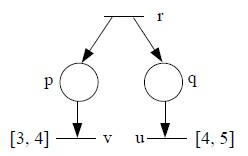 r
p q
[3, 4] v u [4, 5]